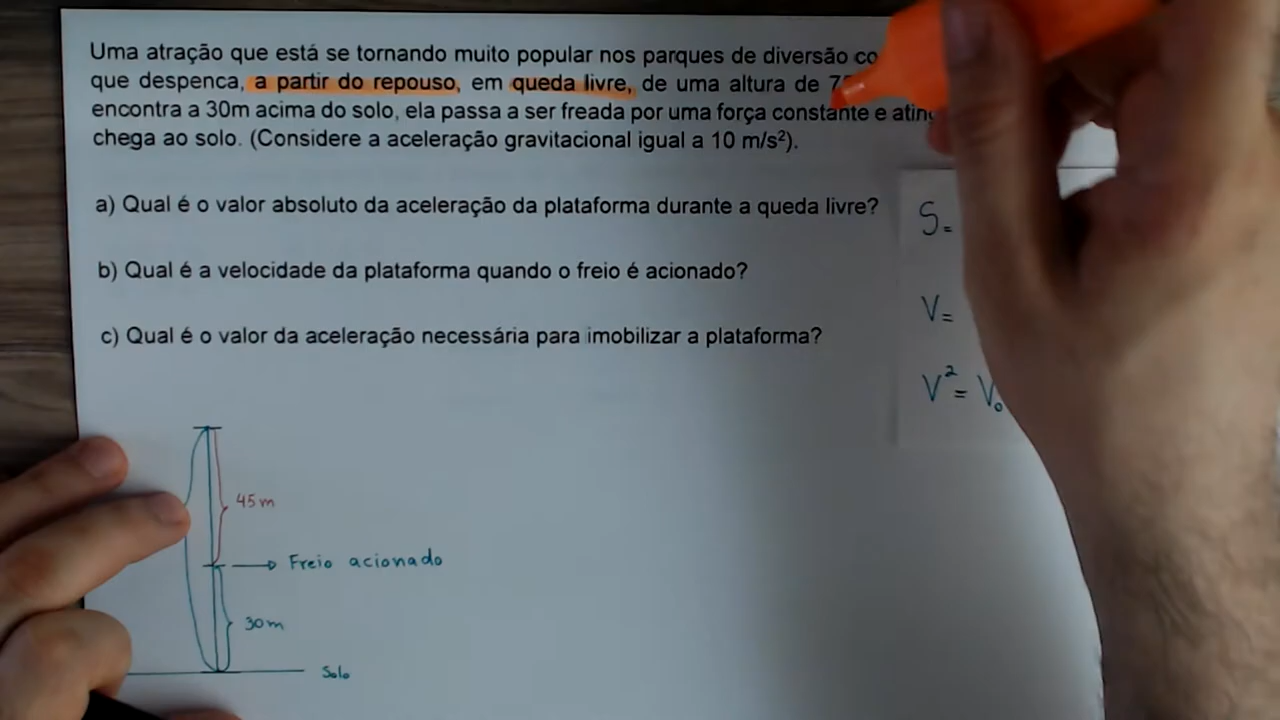 Uma atração que está se tornando muito popular nos parques de diversão
que despenca, a partir do repouso, em queda livre, de uma altura de
encontra a 30m acima do solo, ela passa a ser freada por uma força constante e
chega ao solo. (Considere a aceleração gravitacional igual a 10 m/s²).
a) Qual é o valor absoluto da aceleração da plataforma durante a queda livre?
b) Qual é a velocidade da plataforma quando o freio é acionado?
c) Qual é o valor da aceleração necessária para imobilizar a plataforma?
S =
V =
V² = V₀
45 m
Freio acionado
30 m
Solo